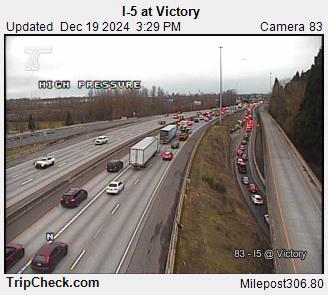 I-5 at Victory
Updated Dec 19 2024 3:29 PM Camera 83
HIGH PRESSURE
N
83 - I5 @ Victory
TripCheck.com Milepost306.80